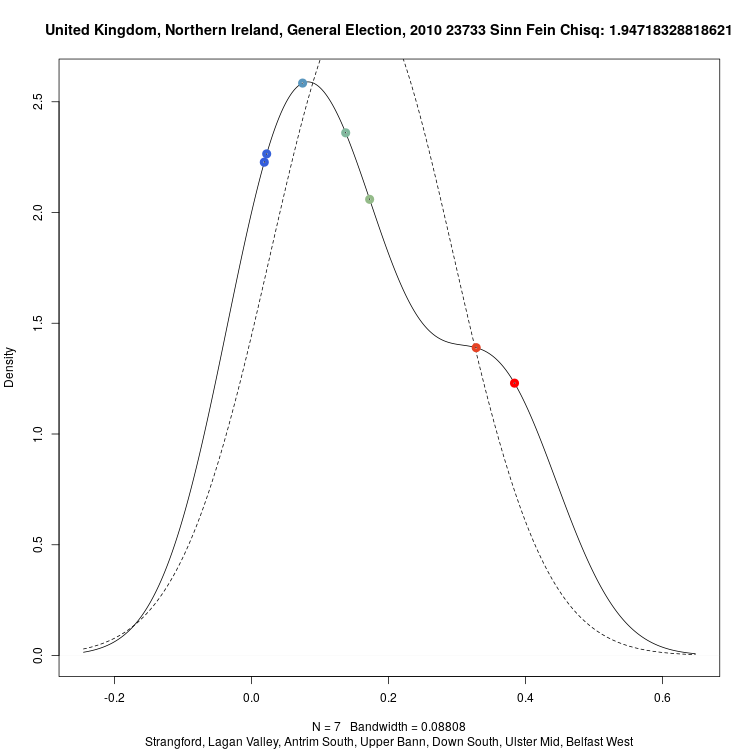 United Kingdom, Northern Ireland, General Election, 2010 23733 Sinn Fein Chisq: 1.94718328818621
Density
2.5
2.0
1.5
1.0
0.5
0.0
-0.2 0.0 0.2 0.4 0.6
N = 7 Bandwidth = 0.08808
Strangford, Lagan Valley, Antrim South, Upper Bann, Down South, Ulster Mid, Belfast West